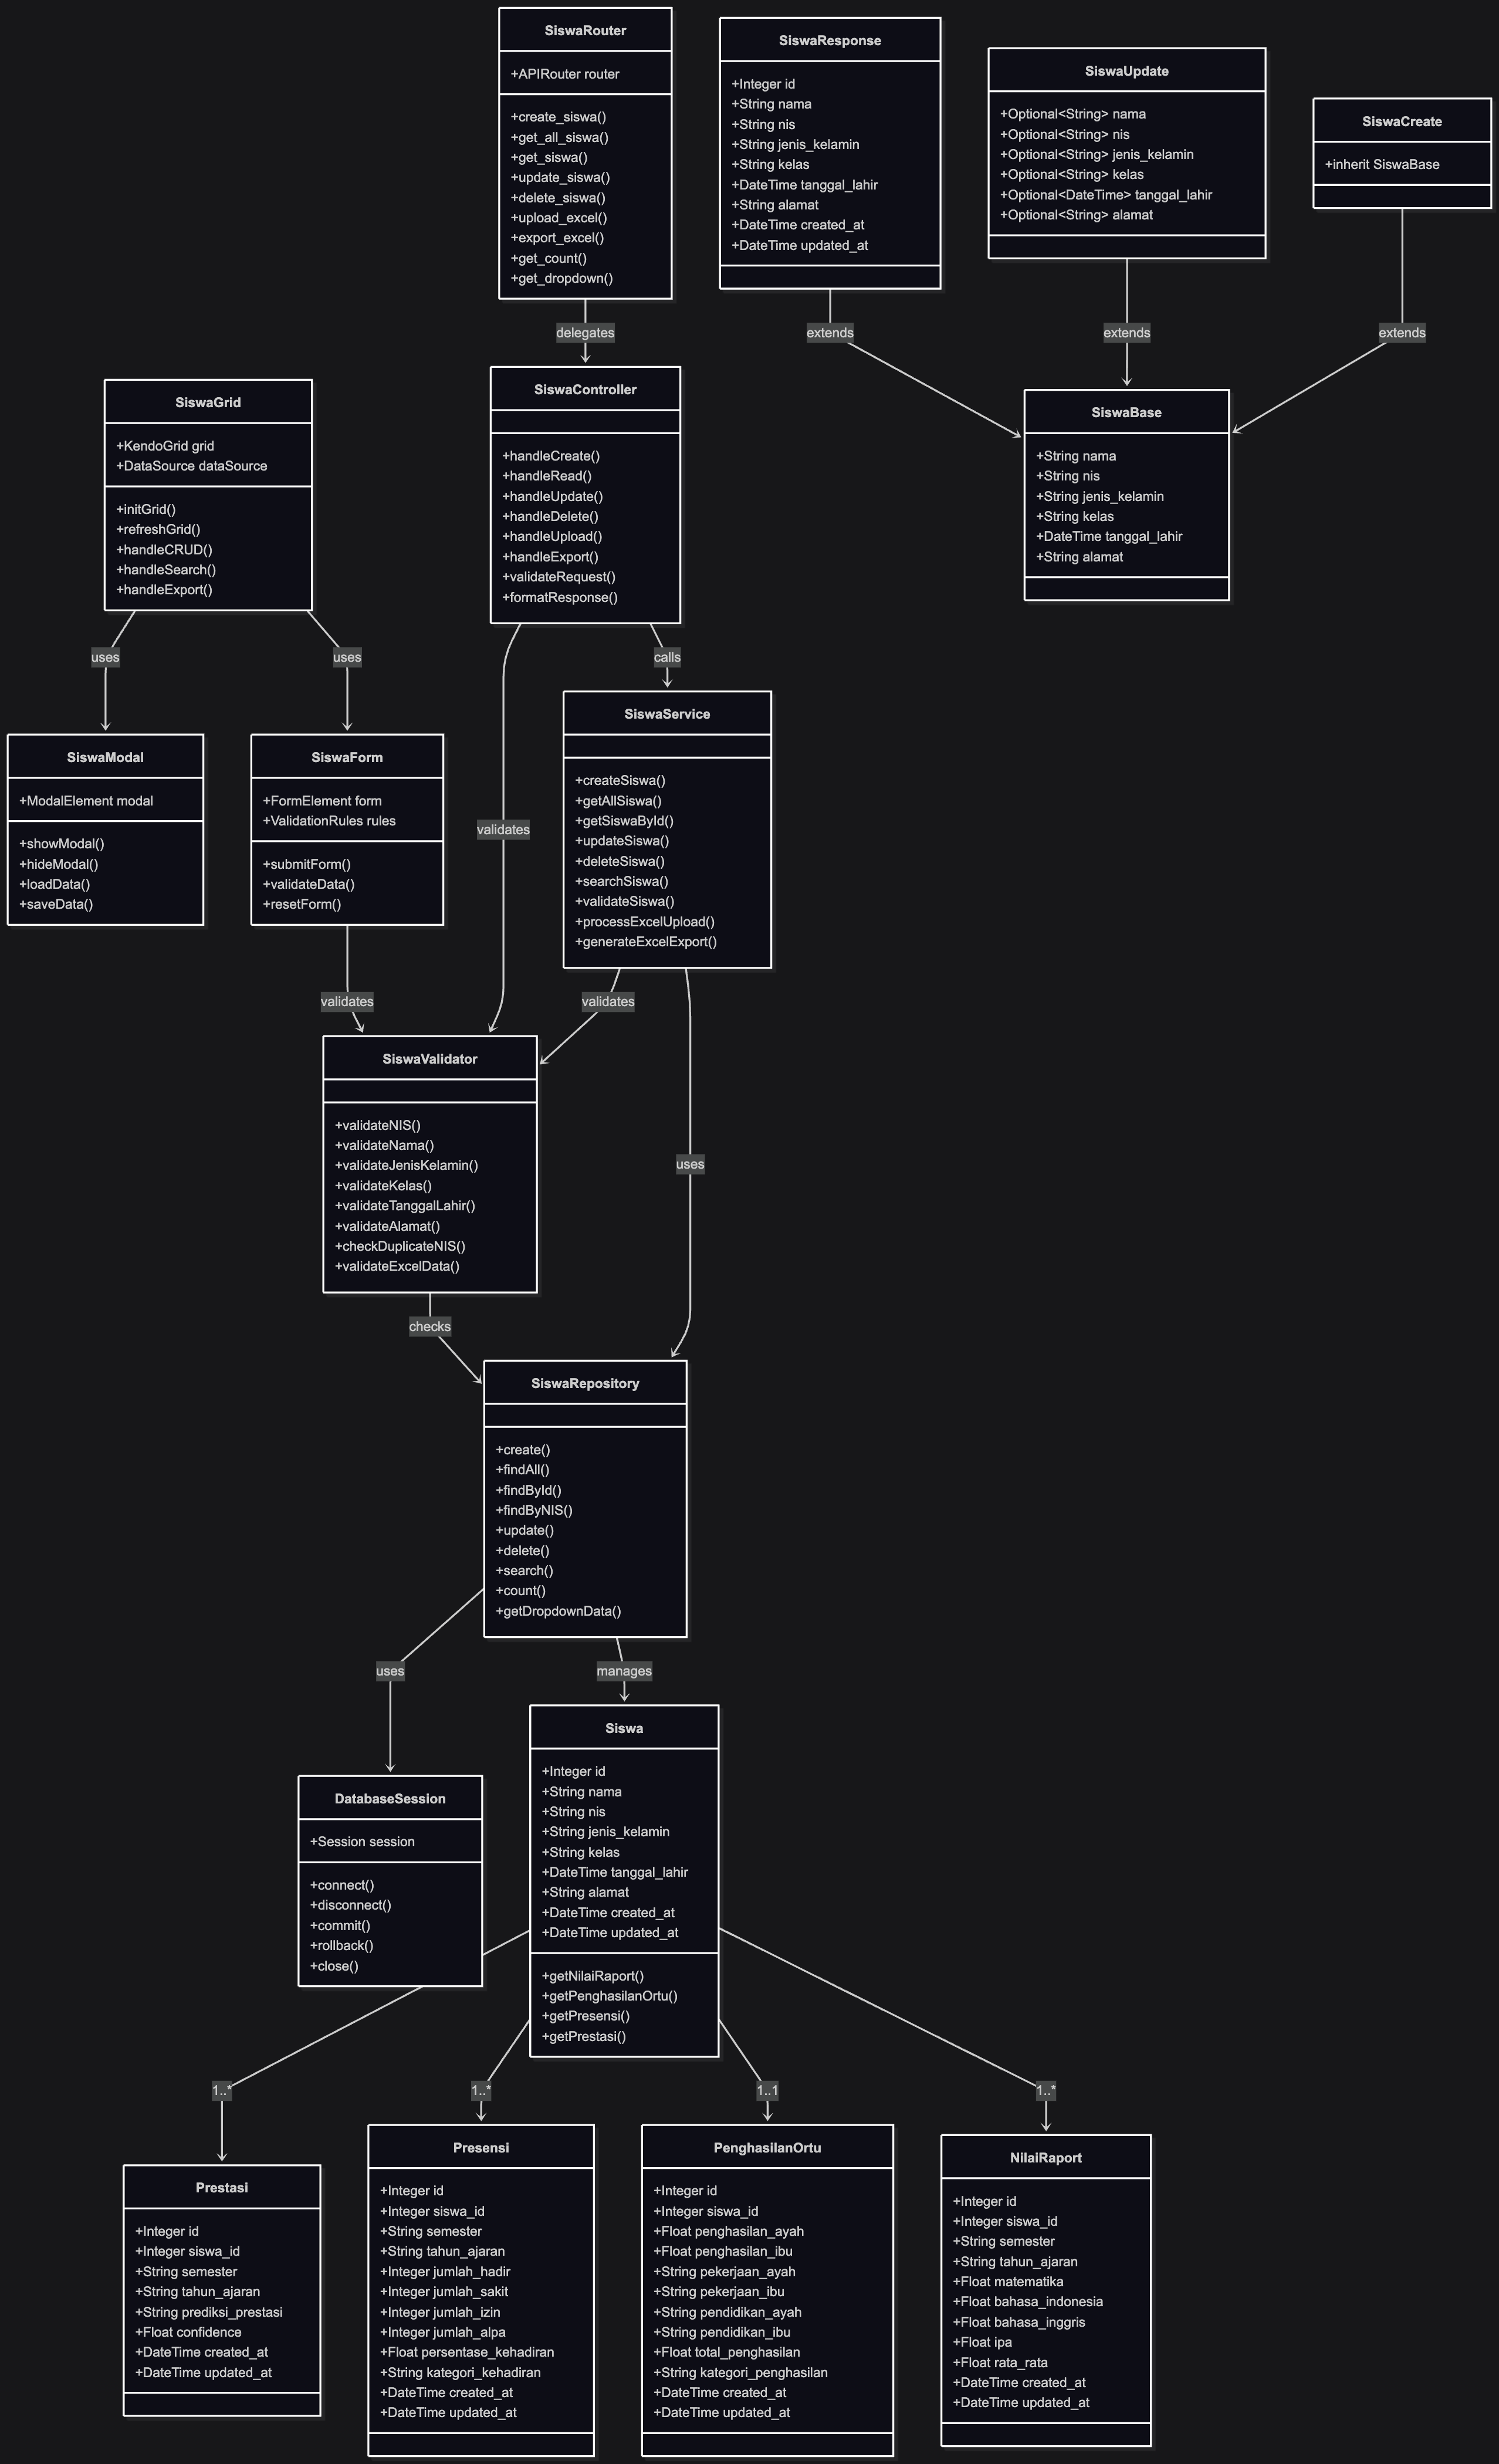 SiswaRouter
+APIRouter router
+create_siswa()
+get_all_siswa()
+get_siswa()
+update_siswa()
+delete_siswa()
+upload_excel()
+export_excel()
+get_count()
+get_dropdown()
SiswaResponse
+Integer id
+String nama
+String nis
+String jenis_kelamin
+String kelas
+DateTime tanggal_lahir
+String alamat
+DateTime created_at
+DateTime updated_at
SiswaUpdate
+Optional<String> nama
+Optional<String> nis
+Optional<String> jenis_kelamin
+Optional<String> kelas
+Optional<DateTime> tanggal_lahir
+Optional<String> alamat
SiswaCreate
+inherit SiswaBase
delegates
extends
extends
extends
SiswaGrid
+KendoGrid grid
+DataSource dataSource
+initGrid()
+refreshGrid()
+handleCRUD()
+handleSearch()
+handleExport()
SiswaController
+handleCreate()
+handleRead()
+handleUpdate()
+handleDelete()
+handleUpload()
+handleExport()
+validateRequest()
+formatResponse()
SiswaBase
+String nama
+String nis
+String jenis_kelamin
+String kelas
+DateTime tanggal_lahir
+String alamat
uses
uses
calls
SiswaModal
+ModalElement modal
+showModal()
+hideModal()
+loadData()
+saveData()
SiswaForm
+FormElement form
+ValidationRules rules
+submitForm()
+validateData()
+resetForm()
validates
SiswaService
+createSiswa()
+getAllSiswa()
+getSiswaById()
+updateSiswa()
+deleteSiswa()
+searchSiswa()
+validateSiswa()
+processExcelUpload()
+generateExcelExport()
validates
validates
SiswaValidator
+validateNIS()
+validateNama()
+validateJenisKelamin()
+validateKelas()
+validateTanggalLahir()
+validateAlamat()
+checkDuplicateNIS()
+validateExcelData()
uses
checks
SiswaRepository
+create()
+findAll()
+findById()
+findByNIS()
+update()
+delete()
+search()
+count()
+getDropdownData()
uses
manages
DatabaseSession
+Session session
+connect()
+disconnect()
+commit()
+rollback()
+close()
Siswa
+Integer id
+String nama
+String nis
+String jenis_kelamin
+String kelas
+DateTime tanggal_lahir
+String alamat
+DateTime created_at
+DateTime updated_at
+getNilaiRaport()
+getPenghasilanOrtu()
+getPresensi()
+getPrestasi()
1..*
1..*
1..1
1..*
Prestasi
+Integer id
+Integer siswa_id
+String semester
+String tahun_ajaran
+String prediksi_prestasi
+Float confidence
+DateTime created_at
+DateTime updated_at
Presensi
+Integer id
+Integer siswa_id
+String semester
+String tahun_ajaran
+Integer jumlah_hadir
+Integer jumlah_sakit
+Integer jumlah_izin
+Integer jumlah_alpa
+Float persentase_kehadiran
+String kategori_kehadiran
+DateTime created_at
+DateTime updated_at
PenghasilanOrtu
+Integer id
+Integer siswa_id
+Float penghasilan_ayah
+Float penghasilan_ibu
+String pekerjaan_ayah
+String pekerjaan_ibu
+String pendidikan_ayah
+String pendidikan_ibu
+Float total_penghasilan
+String kategori_penghasilan
+DateTime created_at
+DateTime updated_at
NilaiRaport
+Integer id
+Integer siswa_id
+String semester
+String tahun_ajaran
+Float matematika
+Float bahasa_indonesia
+Float bahasa_inggris
+Float ipa
+Float rata_rata
+DateTime created_at
+DateTime updated_at